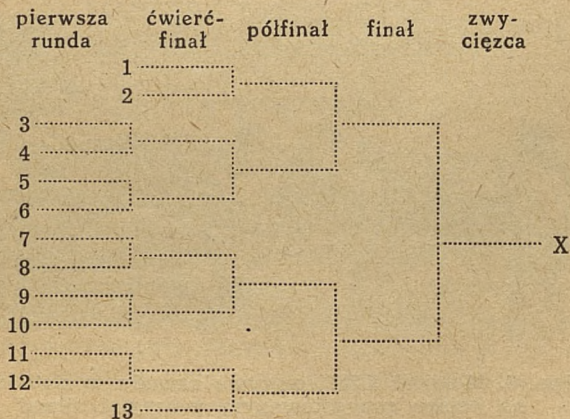 pierwsza
runda
ćwierć-
finał
półfinał
finał
zwy-
cięzca
1
2
3
4
5
6
7
8
X
9
10
11
12
13